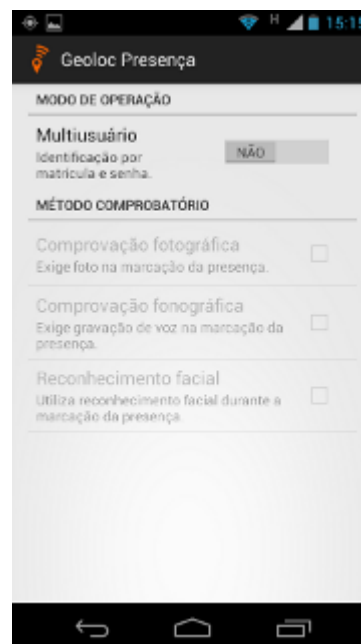 H 15:15
Geoloc Presença
MODO DE OPERAÇÃO
Multiusuário
Identificação por
matrícula e senha.
NÃO
MÉTODO COMPROBATÓRIO
Comprovação fotográfica
Exige foto na marcação da presença.
Comprovação fonográfica
Exige gravação de voz na marcação da
presença.
Reconhecimento facial
Utiliza reconhecimento facial durante a
marcação da presença.